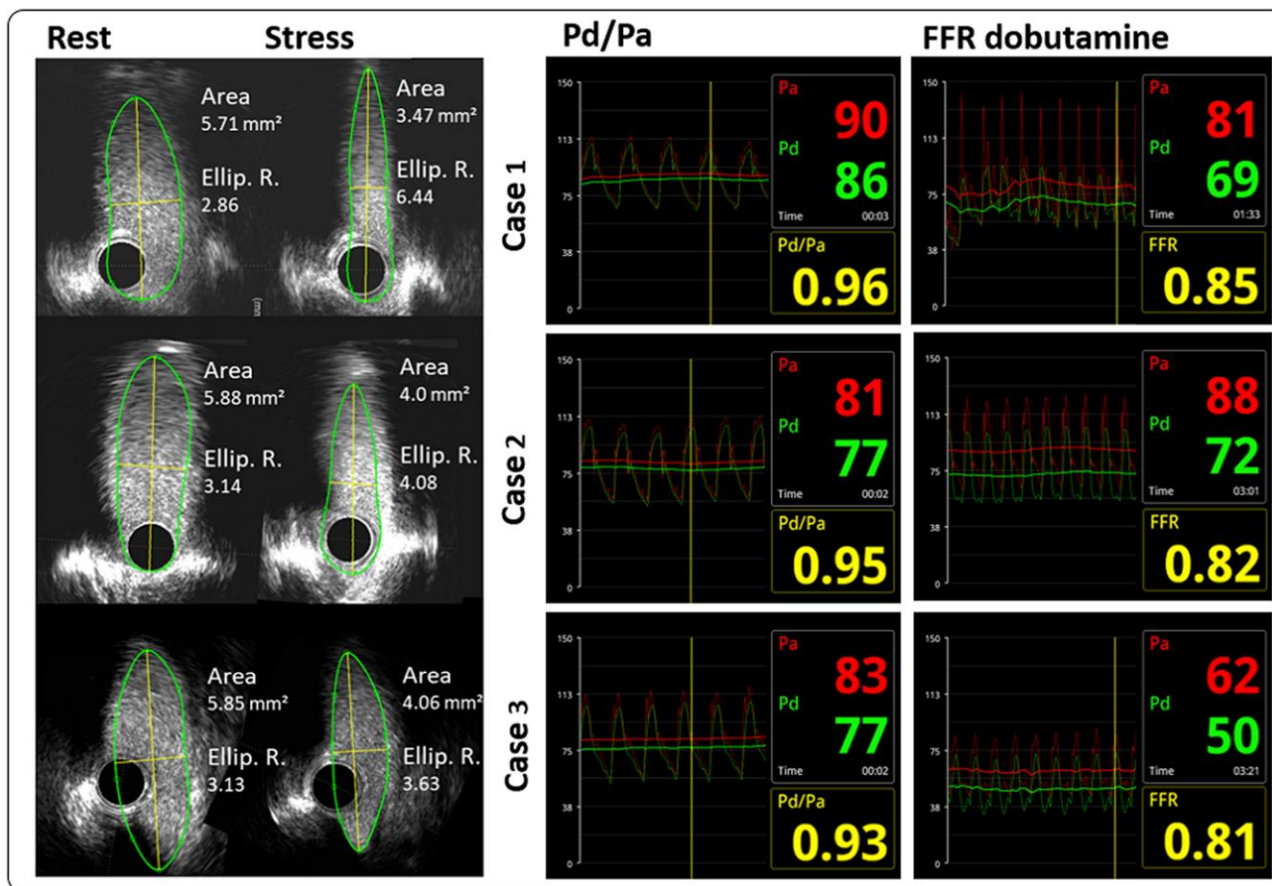 Rest Stress Pd/Pa FFR dobutamine
Case 1
Area
5.71 mm²
Ellip. R.
2.86
Area
3.47 mm²
Ellip. R.
6.44
(mm
150
113
75
38
0
Pa
90
Pd
86
Time 00:03
Pd/Pa
0.96
150
113
75
38
0
Pa
81
Pd
69
Time 01:33
FFR
0.85
Case 2
Area
5.88 mm²
Ellip. R.
3.14
Area
4.0 mm²
Ellip. R.
4.08
150
113
75
38
0
Pa
81
Pd
77
Time 00:02
Pd/Pa
0.95
150
113
75
38
0
Pa
88
Pd
72
Time 03:01
FFR
0.82
Case 3
Area
5.85 mm²
Ellip. R.
3.13
Area
4.06 mm²
Ellip. R.
3.63
150
113
75
38
0
Pa
83
Pd
77
Time 00:02
Pd/Pa
0.93
150
113
75
38
0
Pa
62
Pd
50
Time 03:21
FFR
0.81